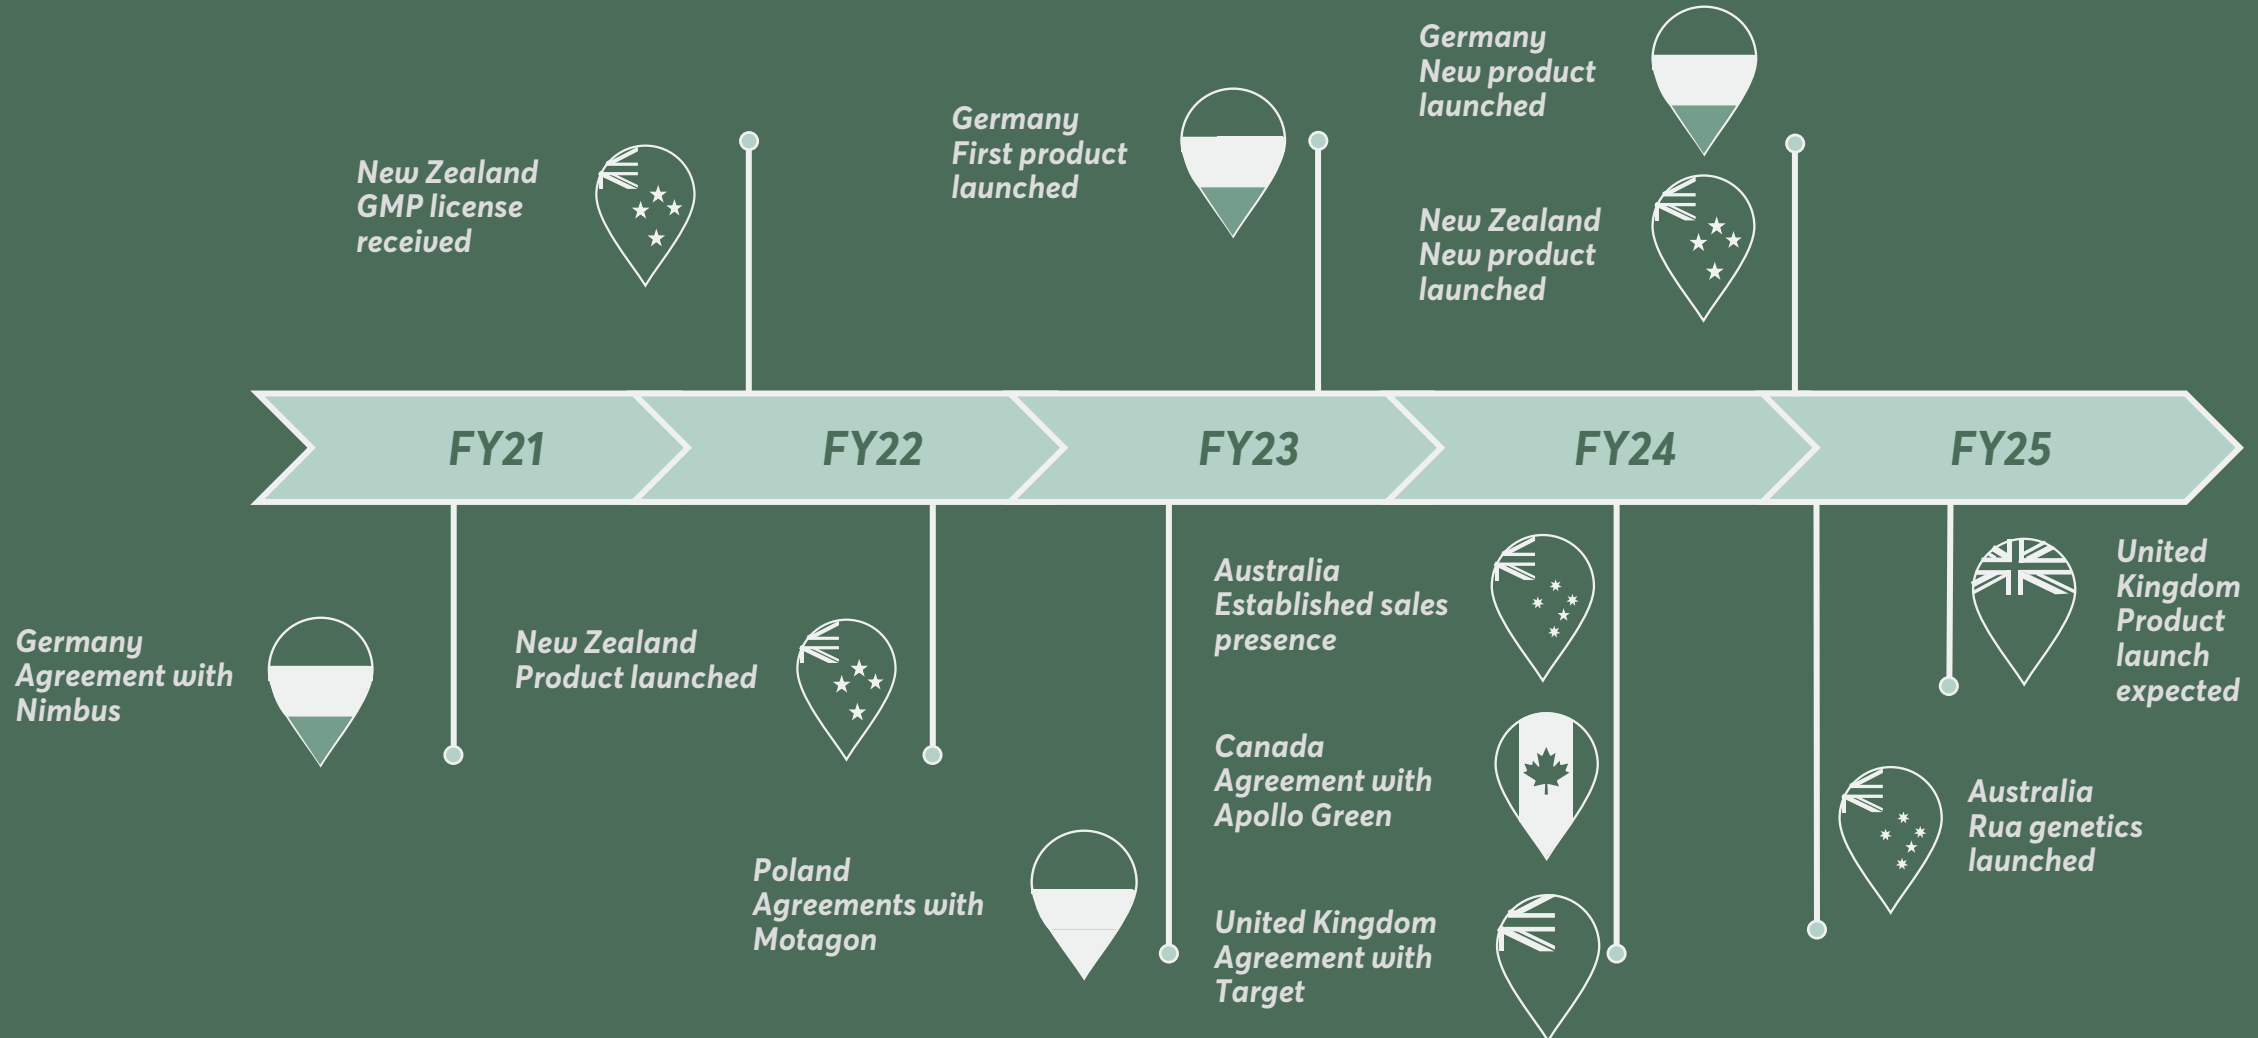 Germany
New product
launched
New Zealand
New product
launched
Germany
First product
launched
New Zealand
GMP license
received
FY21
FY22
FY23
FY24
FY25
Germany
Agreement with
Nimbus
New Zealand
Product launched
Poland
Agreements with
Motagon
Australia
Established sales
presence
Canada
Agreement with
Apollo Green
United Kingdom
Agreement with
Target
Australia
Rua genetics
launched
United
Kingdom
Product
launch
expected